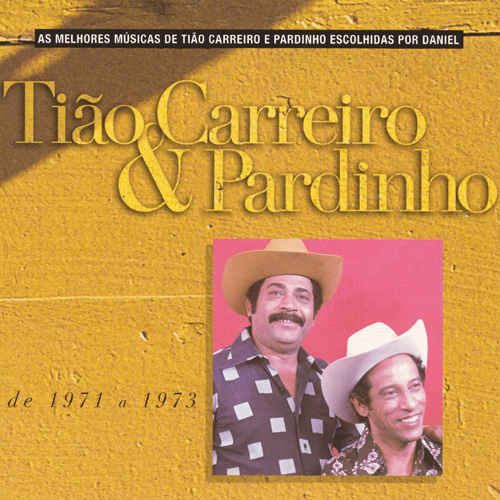 AS MELHORES MÚSICAS DE TIÃO CARREIRO E PARDINHO ESCOLHIDAS POR DANIEL
Tião Carreiro
& Pardinho
de 1971 a 1973